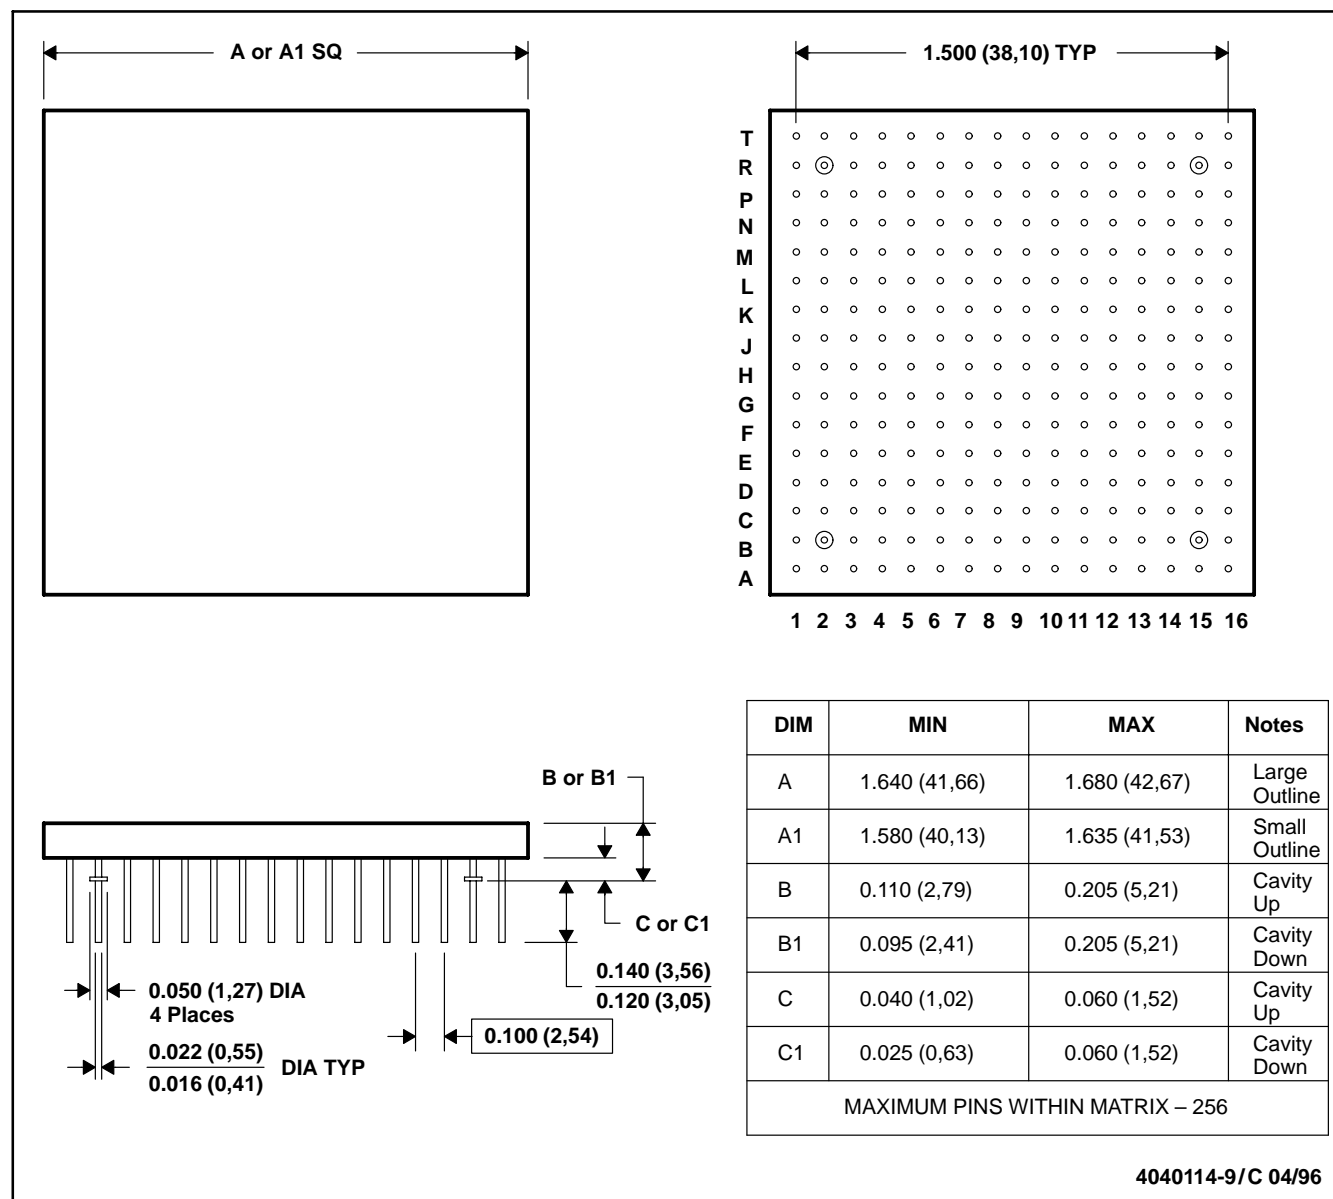 A or A1 SQ
1.500 (38,10) TYP
T
R
P
N
M
L
K
J
H
G
F
E
D
C
B
A
1 2 3 4 5 6 7 8 9 10 11 12 13 14 15 16
B or B1
C or C1
0.140 (3,56)
0.120 (3,05)
0.050 (1,27) DIA
4 Places
0.100 (2,54)
0.022 (0,55)
0.016 (0,41)
DIA TYP
DIM MIN MAX Notes
A 1.640 (41,66) 1.680 (42,67) Large Outline
A1 1.580 (40,13) 1.635 (41,53) Small Outline
B 0.110 (2,79) 0.205 (5,21) Cavity Up
B1 0.095 (2,41) 0.205 (5,21) Cavity Down
C 0.040 (1,02) 0.060 (1,52) Cavity Up
C1 0.025 (0,63) 0.060 (1,52) Cavity Down
MAXIMUM PINS WITHIN MATRIX – 256
4040114-9/C 04/96